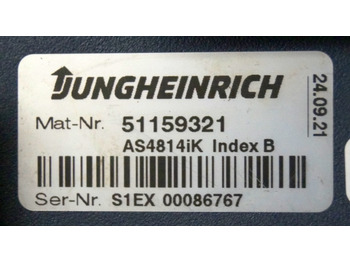 JUNGHEINRICH
Mat-Nr. 51159321
AS4814iK Index B
Ser-Nr. S1EX 00086767
24.09.21